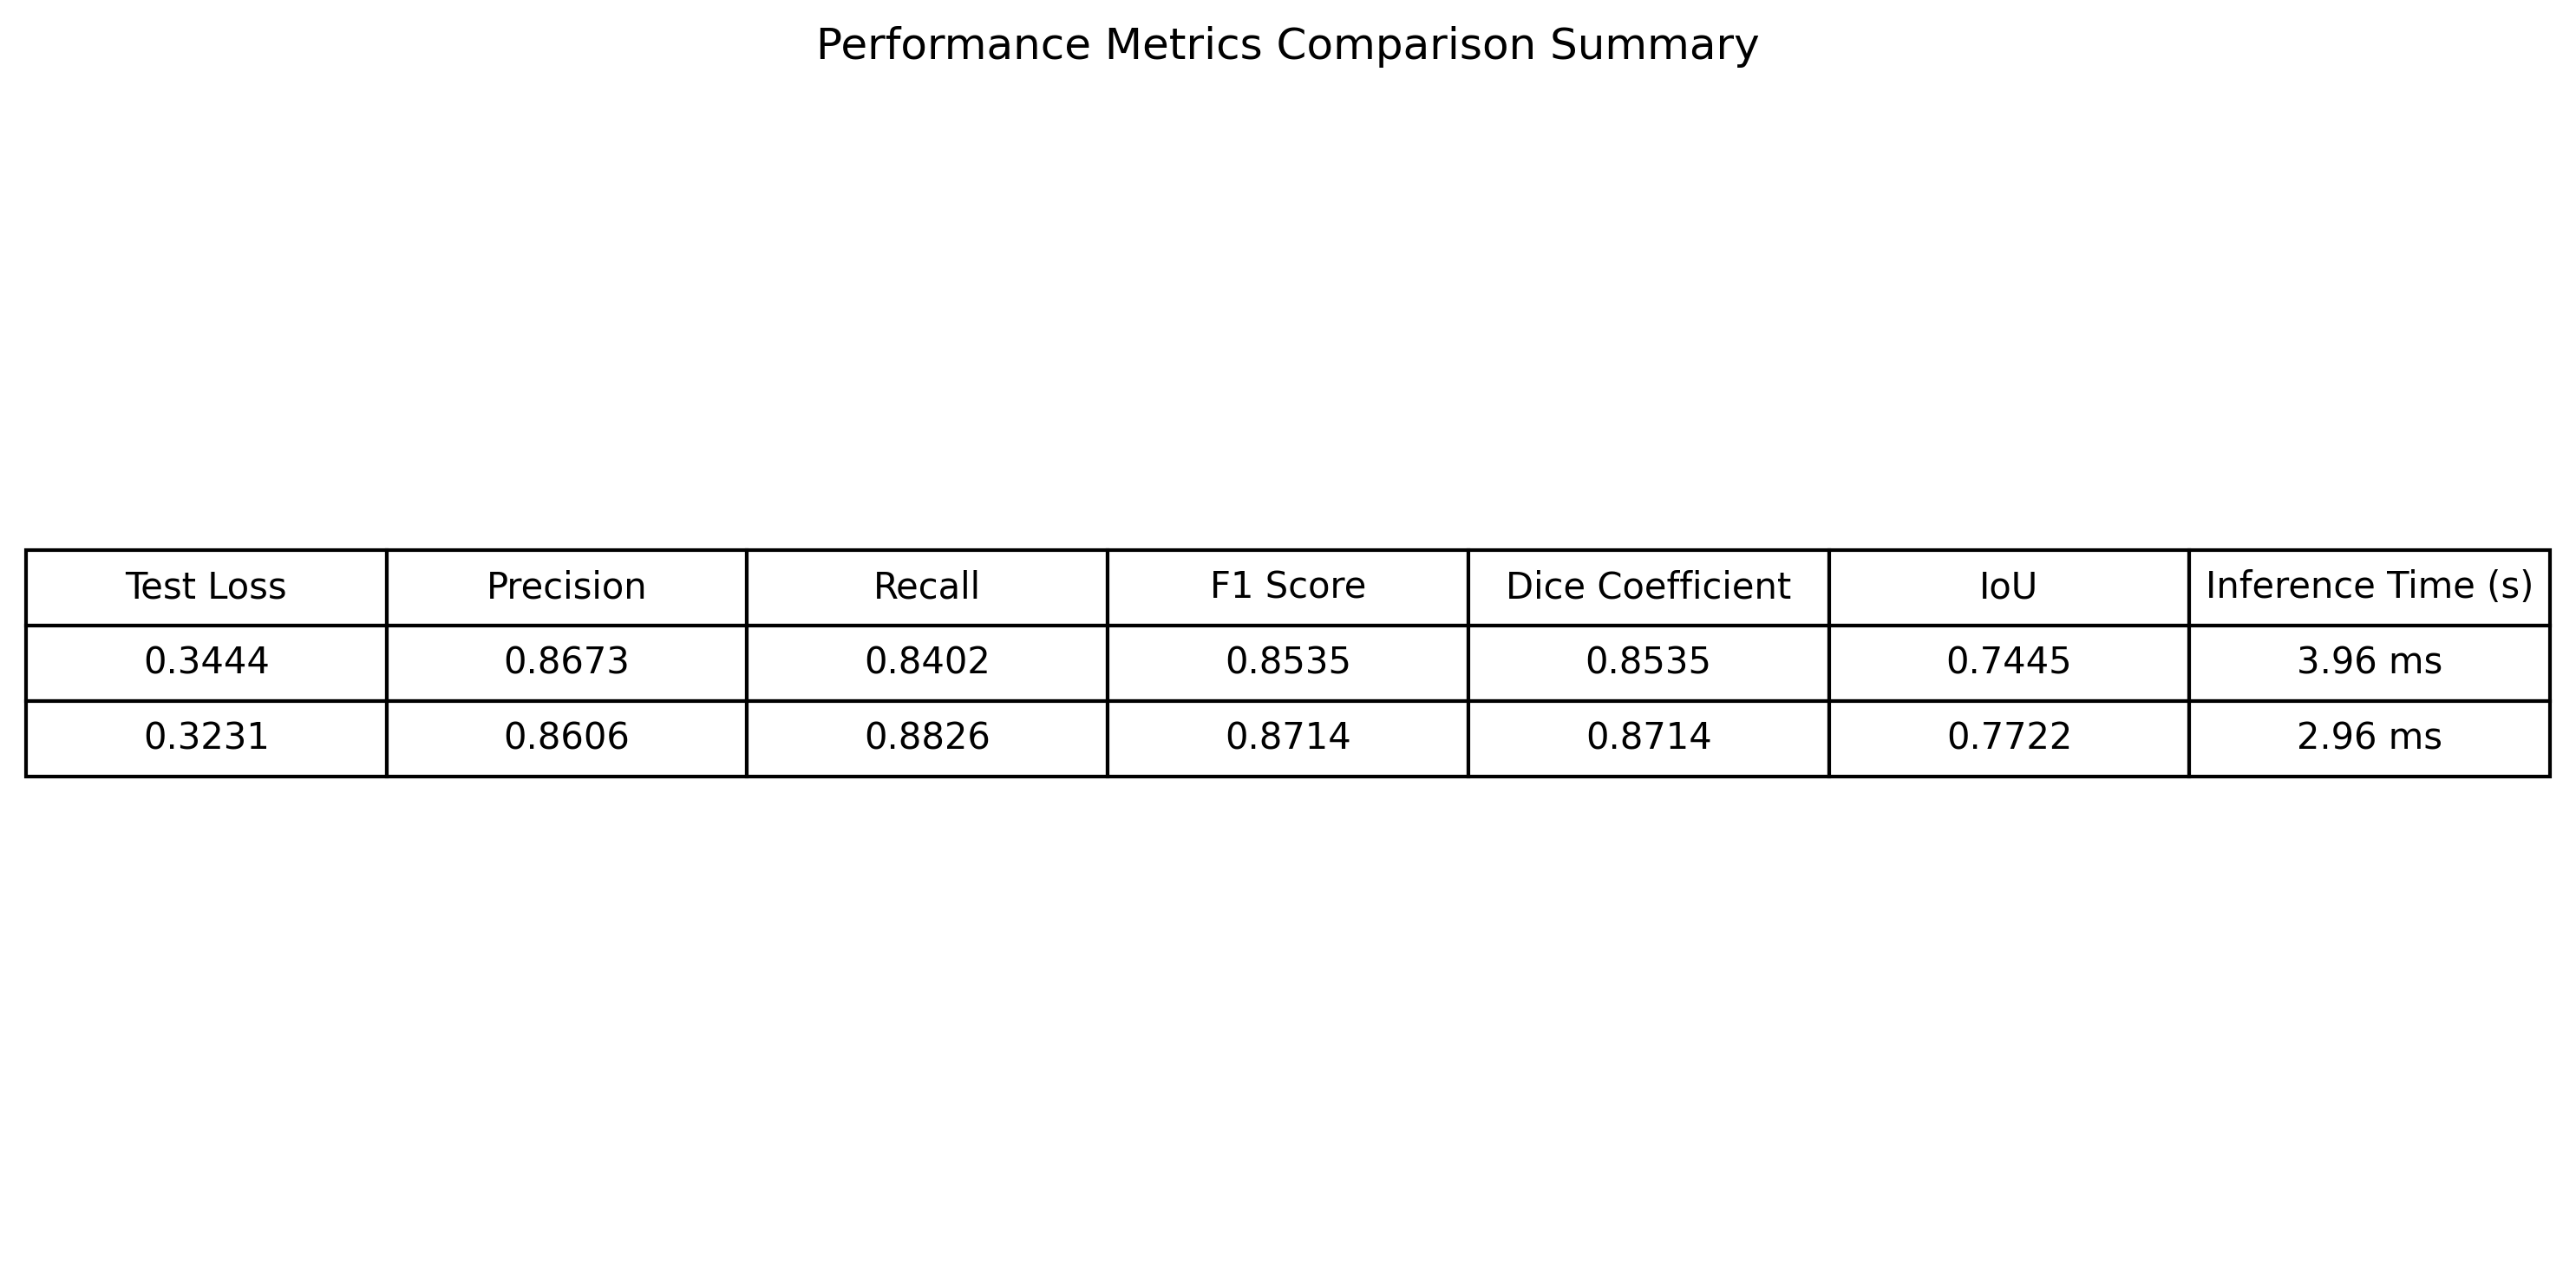 Performance Metrics Comparison Summary
Test Loss Precision Recall F1 Score Dice Coefficient IoU Inference Time (s)
0.3444 0.8673 0.8402 0.8535 0.8535 0.7445 3.96 ms
0.3231 0.8606 0.8826 0.8714 0.8714 0.7722 2.96 ms